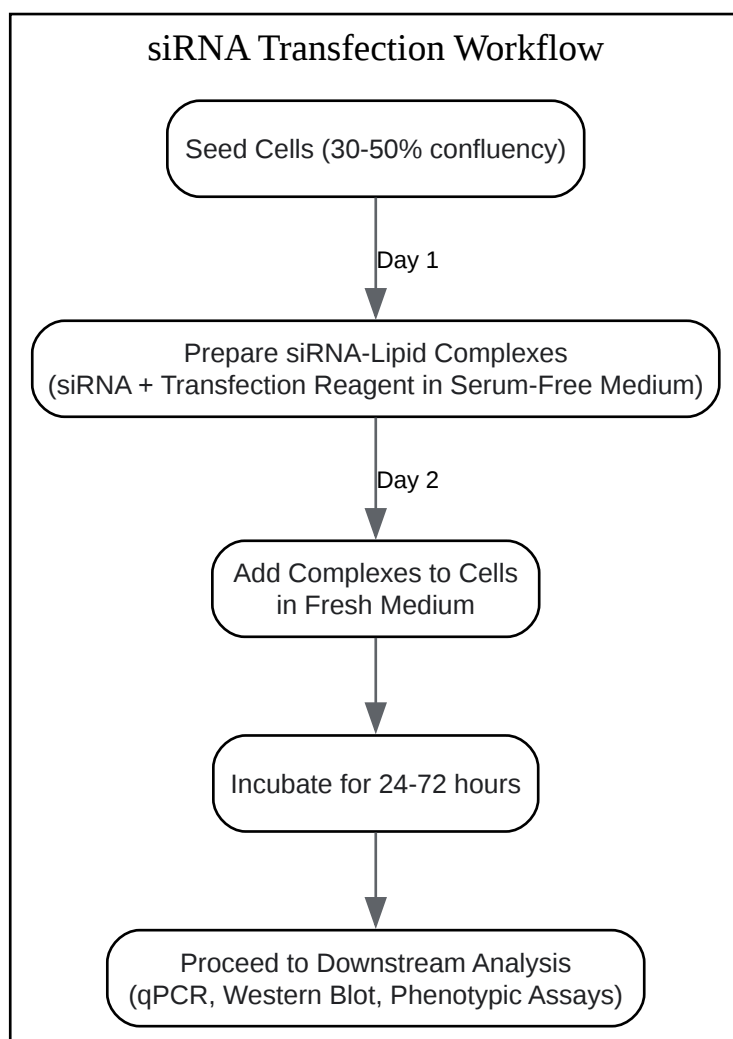 siRNA Transfection Workflow
Seed Cells (30-50% confluency)
Day 1
Prepare siRNA-Lipid Complexes
(siRNA + Transfection Reagent in Serum-Free Medium)
Day 2
Add Complexes to Cells
in Fresh Medium
Incubate for 24-72 hours
Proceed to Downstream Analysis
(qPCR, Western Blot, Phenotypic Assays)